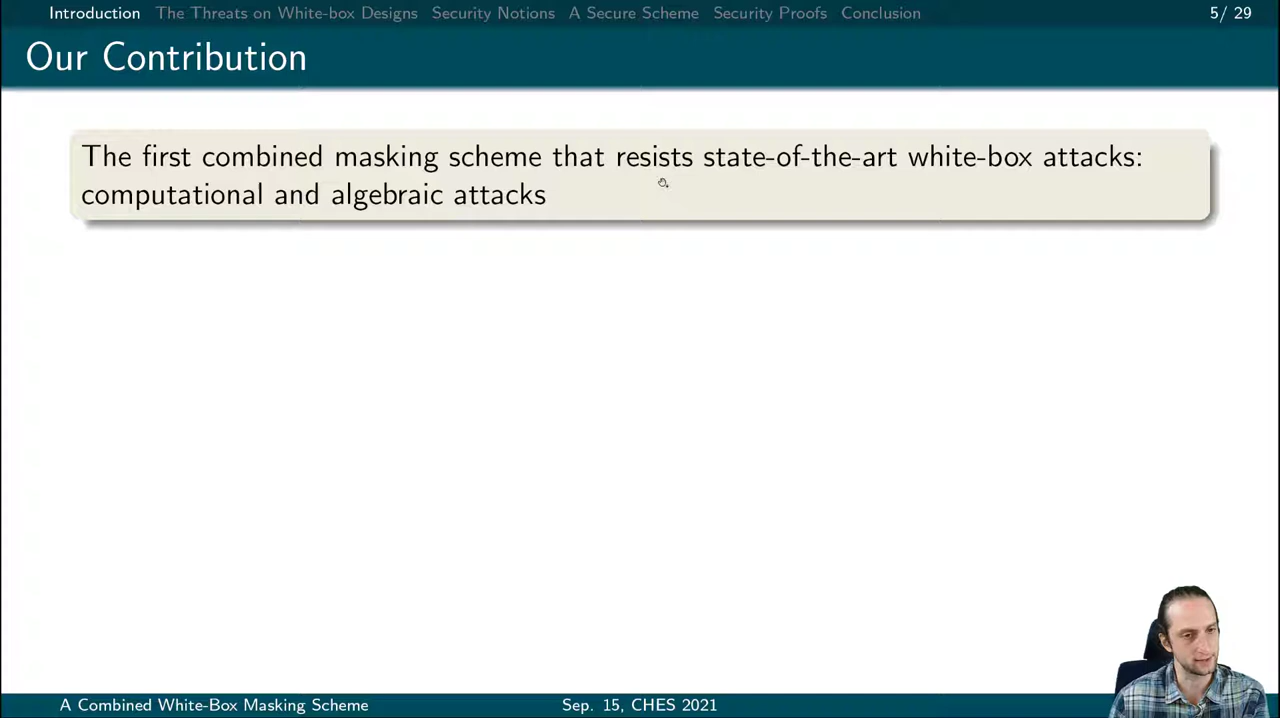 Introduction The Threats on White-box Designs Security Notions A Secure Scheme Security Proofs Conclusion 5/ 29
Our Contribution
The first combined masking scheme that resists state-of-the-art white-box attacks:
computational and algebraic attacks
A Combined White-Box Masking Scheme Sep. 15, CHES 2021